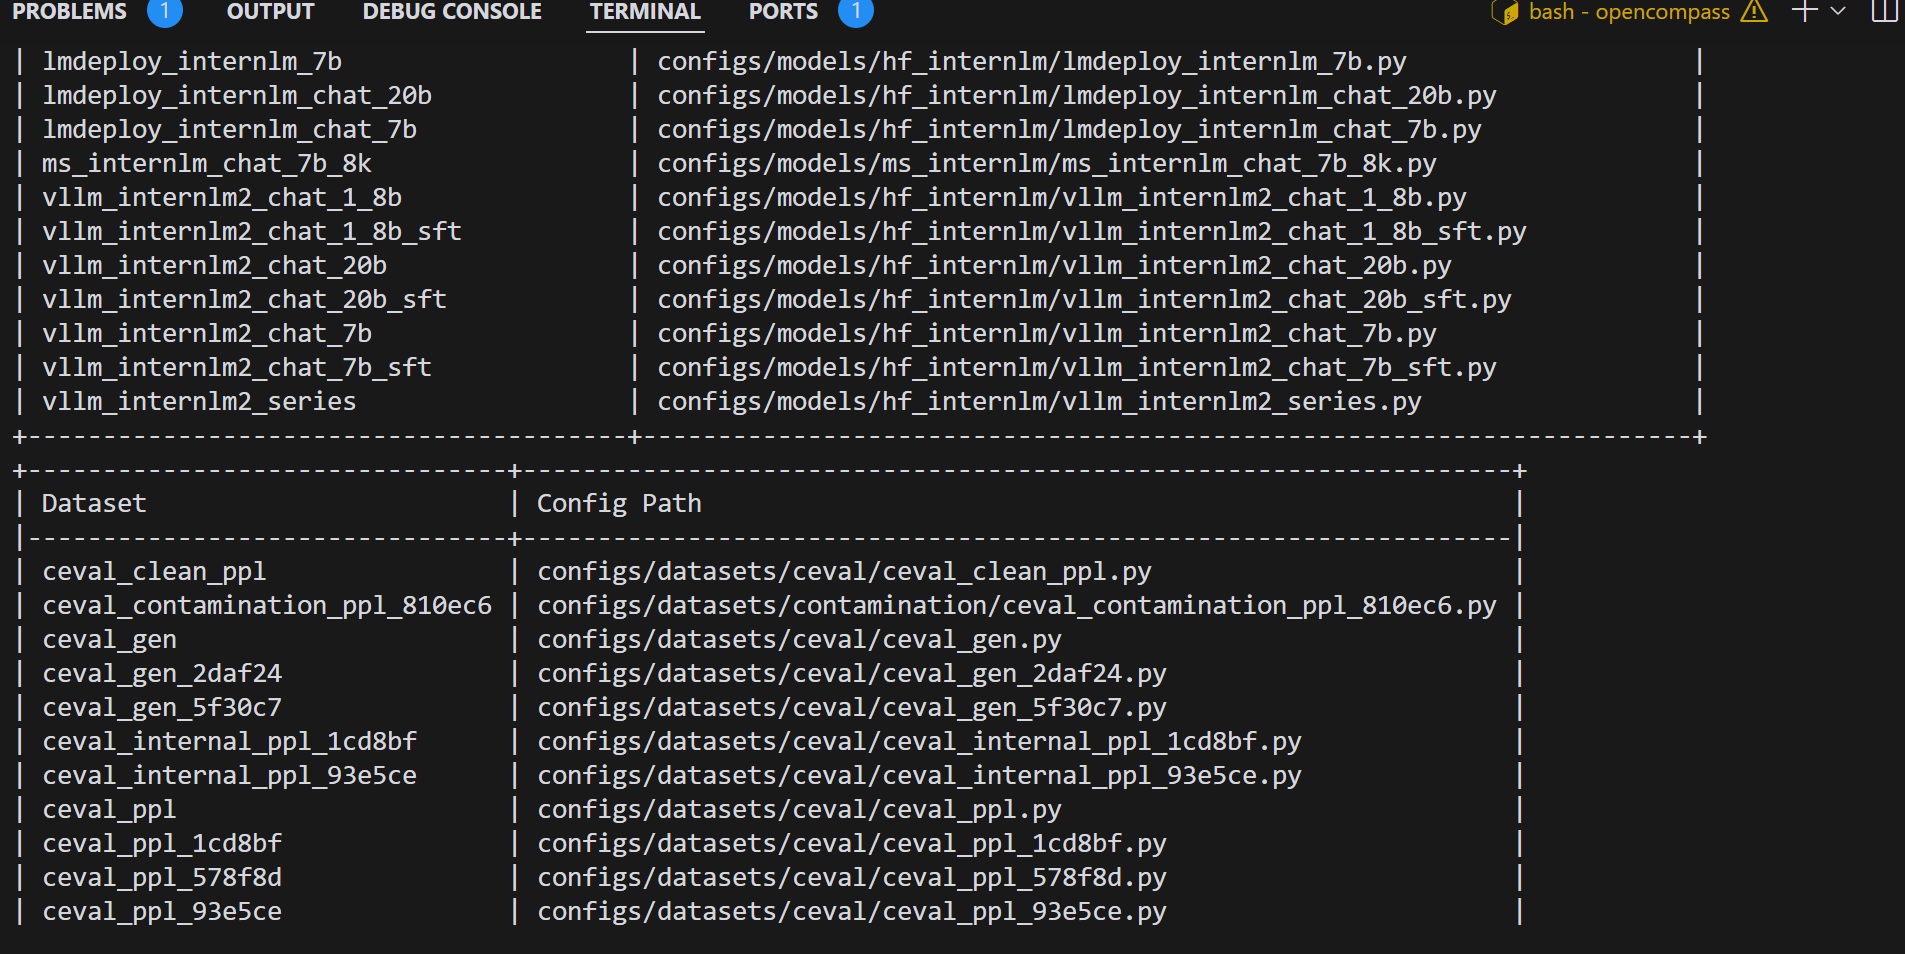 PROBLEMS 1 OUTPUT DEBUG CONSOLE TERMINAL PORTS 1 bash - opencompass
| lmdeploy_internlm_7b | configs/models/hf_internlm/lmdeploy_internlm_7b.py |
| lmdeploy_internlm_chat_20b | configs/models/hf_internlm/lmdeploy_internlm_chat_20b.py |
| lmdeploy_internlm_chat_7b | configs/models/hf_internlm/lmdeploy_internlm_chat_7b.py |
| ms_internlm_chat_7b_8k | configs/models/ms_internlm/ms_internlm_chat_7b_8k.py |
| vllm_internlm2_chat_1_8b | configs/models/hf_internlm/vllm_internlm2_chat_1_8b.py |
| vllm_internlm2_chat_1_8b_sft | configs/models/hf_internlm/vllm_internlm2_chat_1_8b_sft.py |
| vllm_internlm2_chat_20b | configs/models/hf_internlm/vllm_internlm2_chat_20b.py |
| vllm_internlm2_chat_20b_sft | configs/models/hf_internlm/vllm_internlm2_chat_20b_sft.py |
| vllm_internlm2_chat_7b | configs/models/hf_internlm/vllm_internlm2_chat_7b.py |
| vllm_internlm2_chat_7b_sft | configs/models/hf_internlm/vllm_internlm2_chat_7b_sft.py |
| vllm_internlm2_series | configs/models/hf_internlm/vllm_internlm2_series.py |
+----------------------------------------+----------------------------------------------------------------------+
+--------------------------------+------------------------------------------------------------------+
| Dataset | Config Path |
|--------------------------------+------------------------------------------------------------------|
| ceval_clean_ppl | configs/datasets/ceval/ceval_clean_ppl.py |
| ceval_contamination_ppl_810ec6 | configs/datasets/contamination/ceval_contamination_ppl_810ec6.py |
| ceval_gen | configs/datasets/ceval/ceval_gen.py |
| ceval_gen_2daf24 | configs/datasets/ceval/ceval_gen_2daf24.py |
| ceval_gen_5f30c7 | configs/datasets/ceval/ceval_gen_5f30c7.py |
| ceval_internal_ppl_1cd8bf | configs/datasets/ceval/ceval_internal_ppl_1cd8bf.py |
| ceval_internal_ppl_93e5ce | configs/datasets/ceval/ceval_internal_ppl_93e5ce.py |
| ceval_ppl | configs/datasets/ceval/ceval_ppl.py |
| ceval_ppl_1cd8bf | configs/datasets/ceval/ceval_ppl_1cd8bf.py |
| ceval_ppl_578f8d | configs/datasets/ceval/ceval_ppl_578f8d.py |
| ceval_ppl_93e5ce | configs/datasets/ceval/ceval_ppl_93e5ce.py |